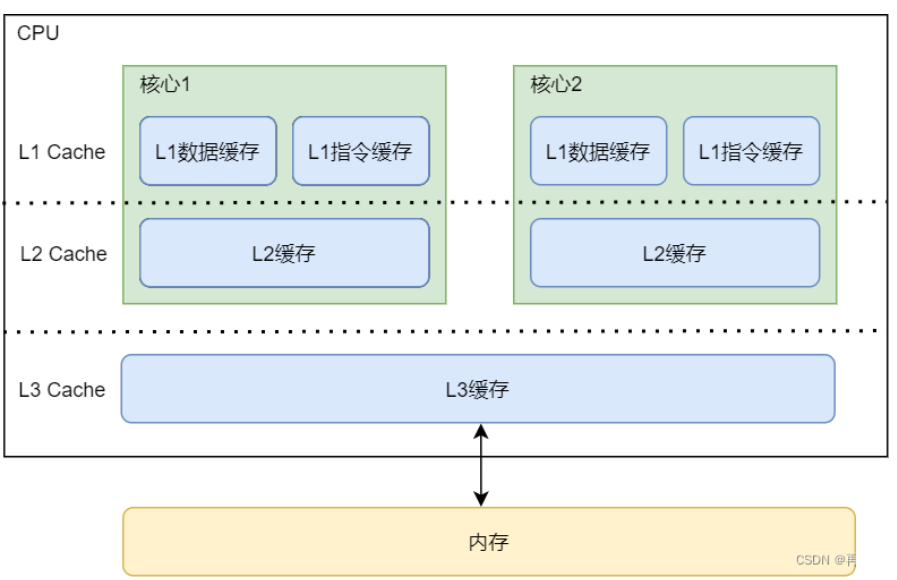 CPU
核心1
核心2
L1 Cache
L1数据缓存
L1指令缓存
L1数据缓存
L1指令缓存
L2 Cache
L2缓存
L2缓存
L3 Cache
L3缓存
内存
CSDN @再